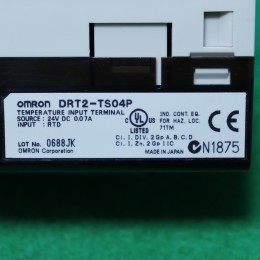 OMRON DRT2-TS04P
TEMPERATURE INPUT TERMINAL
SOURCE : 24V DC 0.07A
INPUT : RTD
LOT No. 0688JK
OMRON Corporation
UL
LISTED
IND. CONT. EQ.
FOR HAZ. LOC.
71TM
Cl. I. DIV. 2 Gp A, B, C, D
Cl. I. Zn. 2 Gp IIC
MADE IN JAPAN
CE
N1875